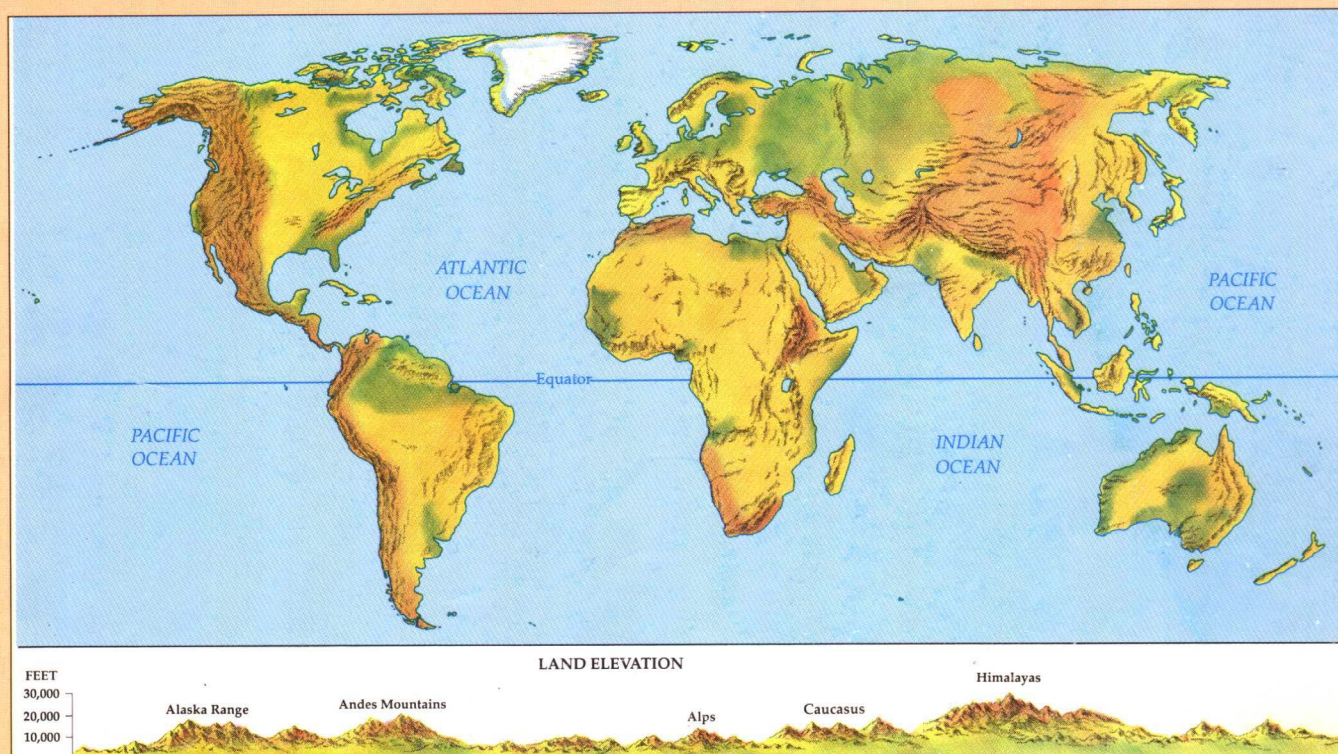 ATLANTIC
OCEAN
PACIFIC
OCEAN
Equator
PACIFIC
OCEAN
INDIAN
OCEAN
LAND ELEVATION
FEET
30,000
20,000
10,000
Alaska Range
Andes Mountains
Alps
Caucasus
Himalayas